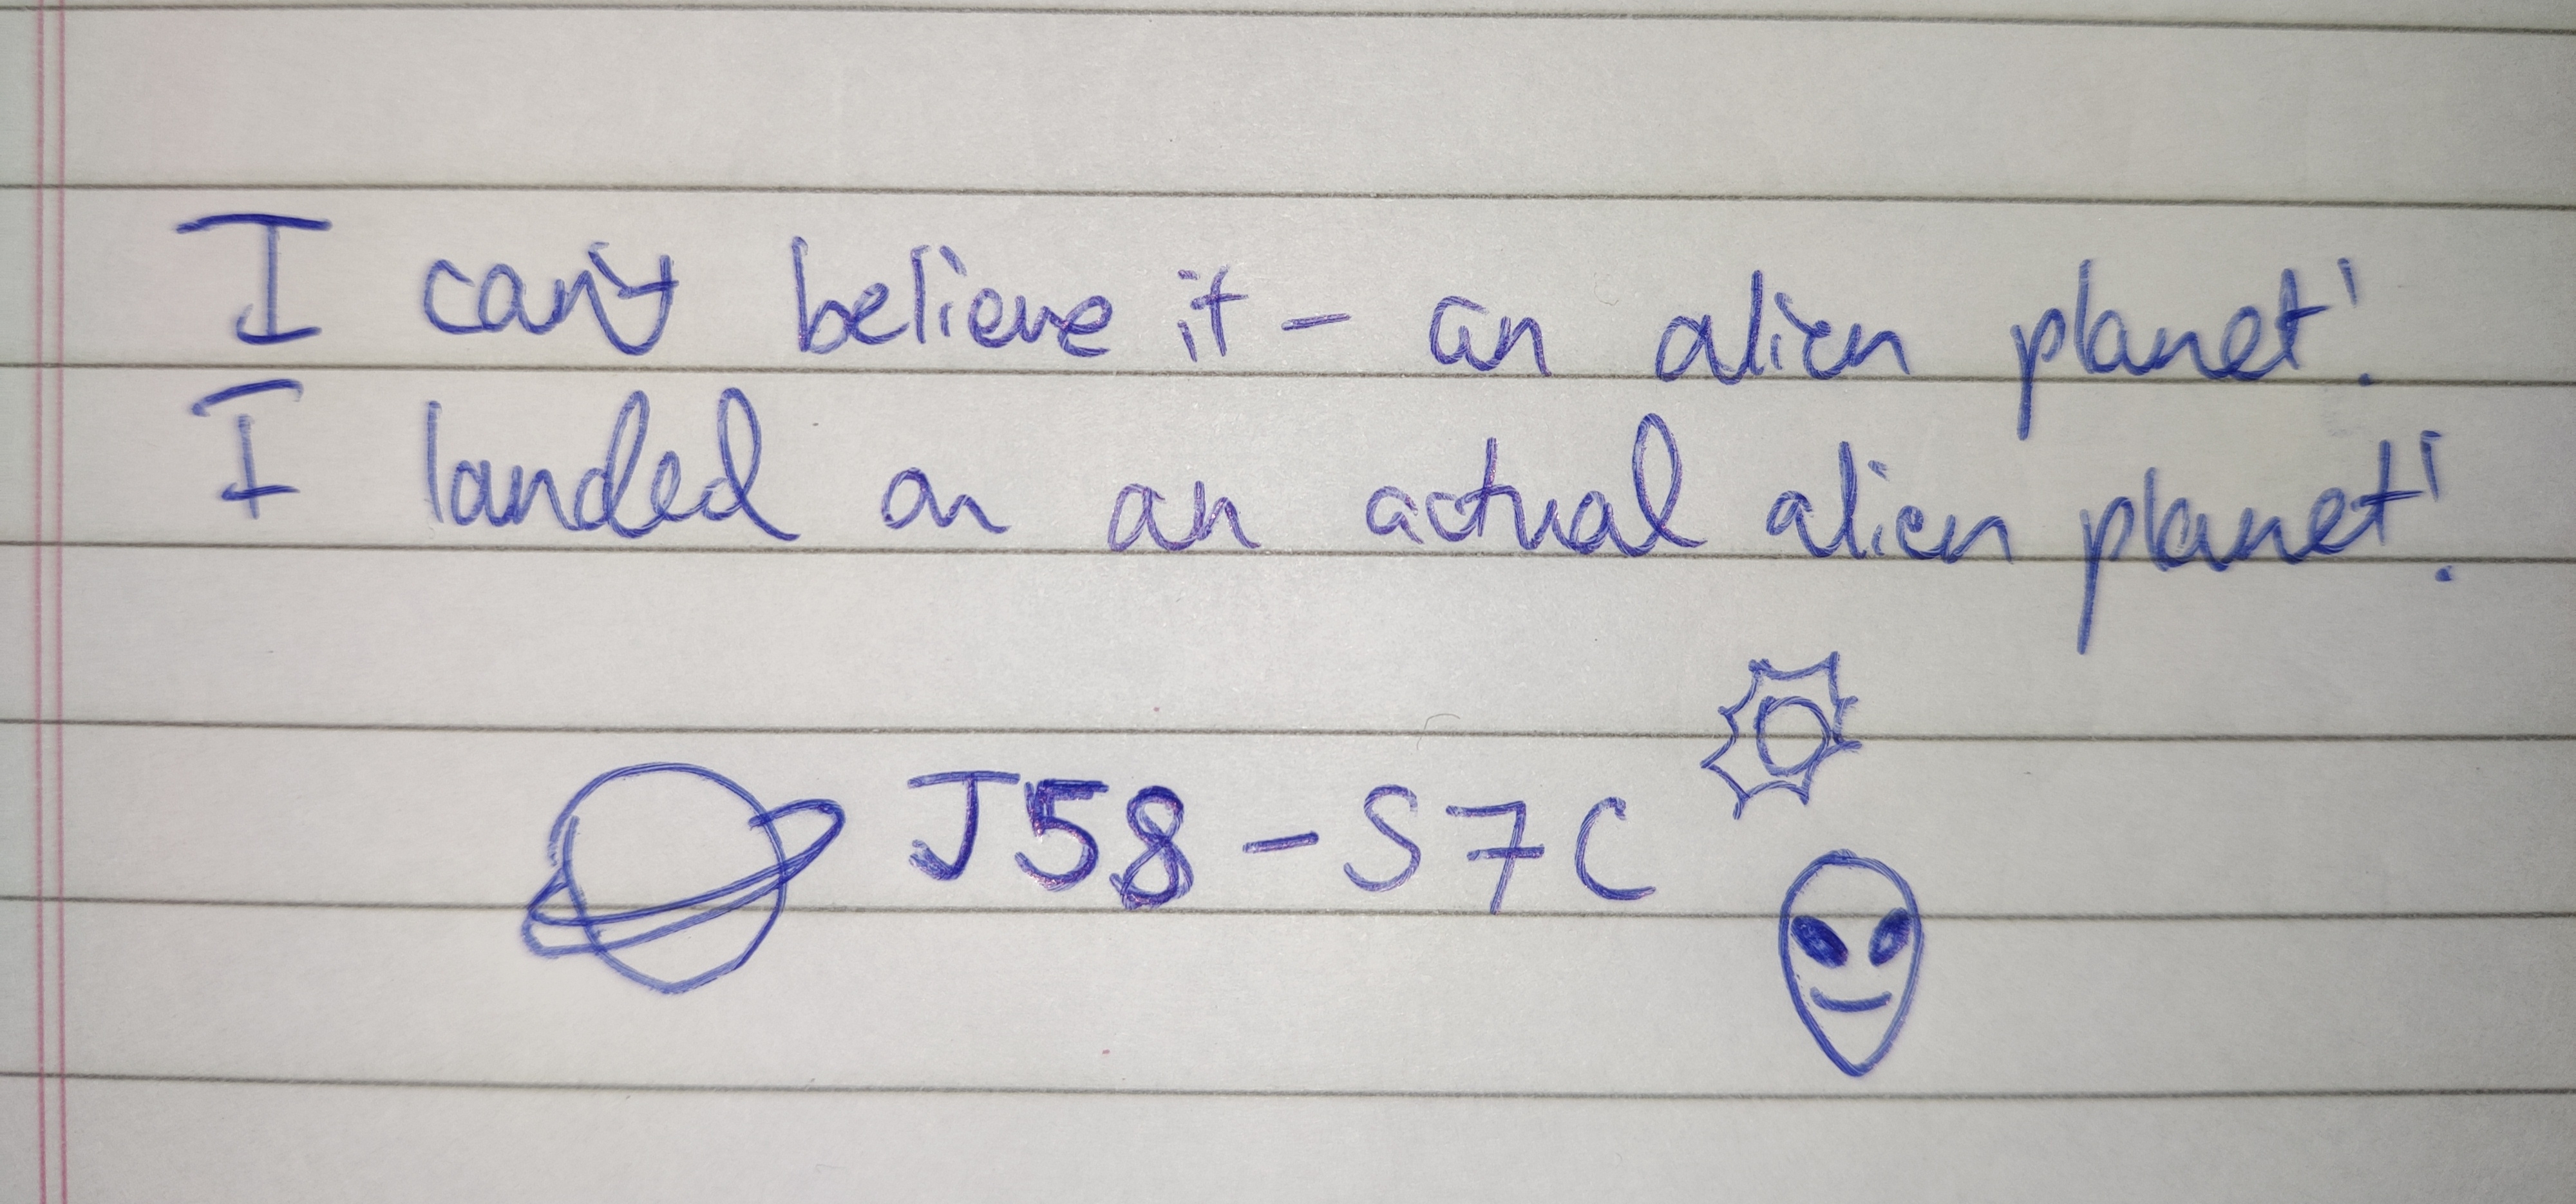 I can't believe it - an alien planet!
I landed on an actual alien planet!
J58-S7C